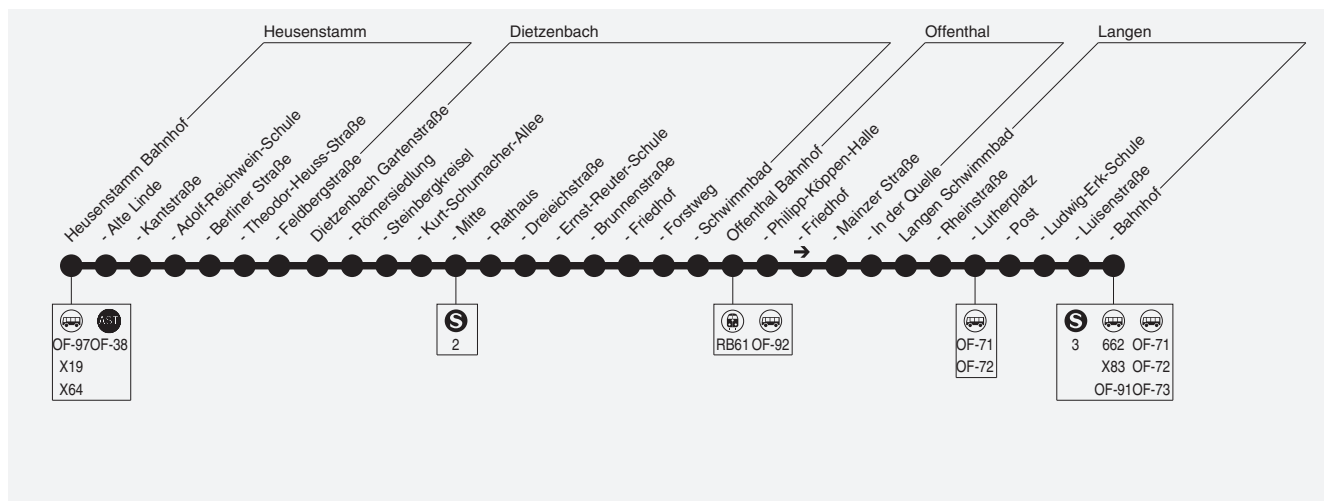 Heusenstamm
Dietzenbach
Offenthal
Langen
Heusenstamm Bahnhof
- Alte Linde
- Kantstraße
- Adolf-Reichwein-Schule
- Berliner Straße
- Theodor-Heuss-Straße
- Feldbergstraße
Dietzenbach Gartenstraße
- Römersiedlung
- Steinbergkreisel
- Kurt-Schumacher-Allee
- Mitte
- Rathaus
- Dreieichstraße
- Ernst-Reuter-Schule
- Brunnenstraße
- Friedhof
- Forstweg
- Schwimmbad
Offenthal Bahnhof
- Philipp-Köppen-Halle
- Friedhof
- Mainzer Straße
- In der Quelle
Langen Schwimmbad
- Rheinstraße
- Lutherplatz
- Post
- Ludwig-Erk-Schule
- Luisenstraße
- Bahnhof
AST
OF-97 OF-38
X19
X64
S
2
RB61 OF-92
OF-71
OF-72
S
3 662 OF-71
X83 OF-72
OF-91 OF-73